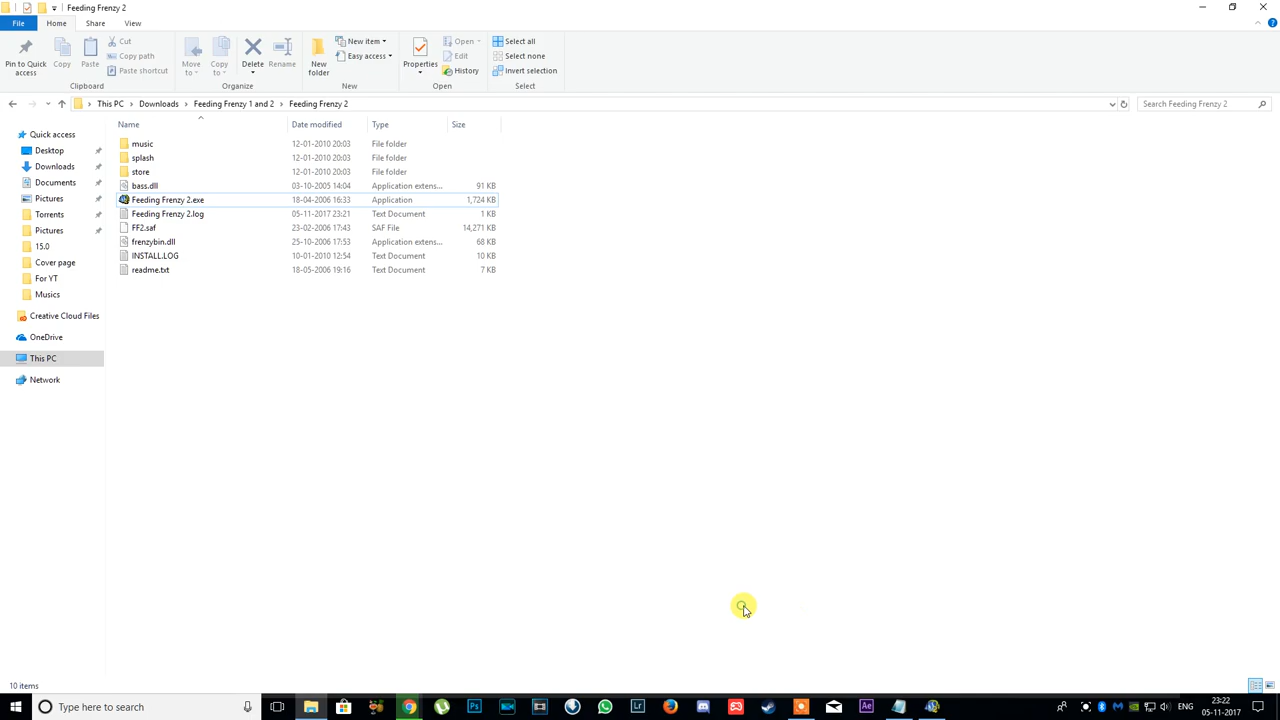 Feeding Frenzy 2
File Home Share View
Pin to Quick access
Copy
Paste
Cut
Copy path
Paste shortcut
Move to
Copy to
Delete
Rename
New folder
New item
Easy access
Properties
Open
Edit
History
Select all
Select none
Invert selection
Clipboard Organize New Open Select
This PC Downloads Feeding Frenzy 1 and 2 Feeding Frenzy 2
Search Feeding Frenzy 2
Name Date modified Type Size
music 12-01-2010 20:03 File folder
splash 12-01-2010 20:03 File folder
store 12-01-2010 20:03 File folder
bass.dll 03-10-2005 14:04 Application extens... 91 KB
Feeding Frenzy 2.exe 18-04-2006 16:33 Application 1,724 KB
Feeding Frenzy 2.log 05-11-2017 23:21 Text Document 1 KB
FF2.saf 23-02-2006 17:43 SAF File 14,271 KB
frenzybin.dll 25-10-2006 17:53 Application extens... 68 KB
INSTALL.LOG 10-01-2010 12:54 Text Document 10 KB
readme.txt 18-05-2006 19:16 Text Document 7 KB
Quick access
Desktop
Downloads
Documents
Pictures
Torrents
Pictures
15.0
Cover page
For YT
Musics
Creative Cloud Files
OneDrive
This PC
Network
10 items
Type here to search
Ps
Lr
Ae
ENG
23:22
05-11-2017